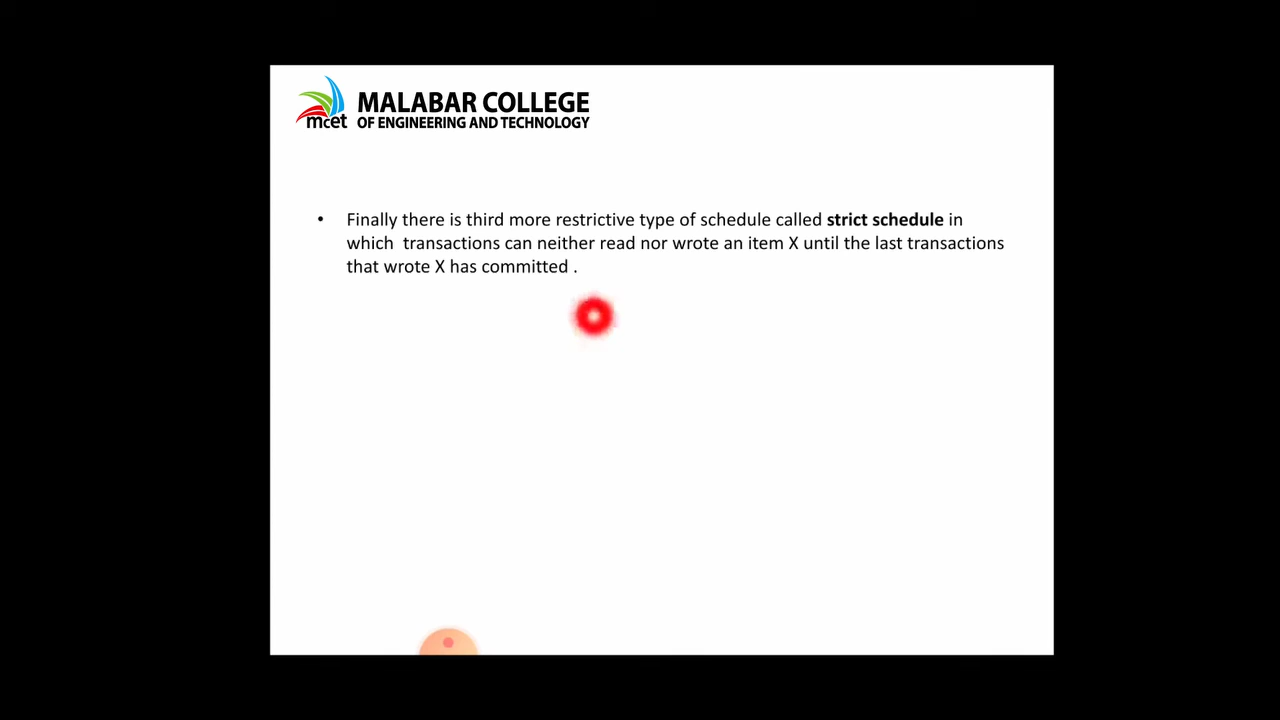 mcet
MALABAR COLLEGE
OF ENGINEERING AND TECHNOLOGY
• Finally there is third more restrictive type of schedule called strict schedule in
which transactions can neither read nor wrote an item X until the last transactions
that wrote X has committed .